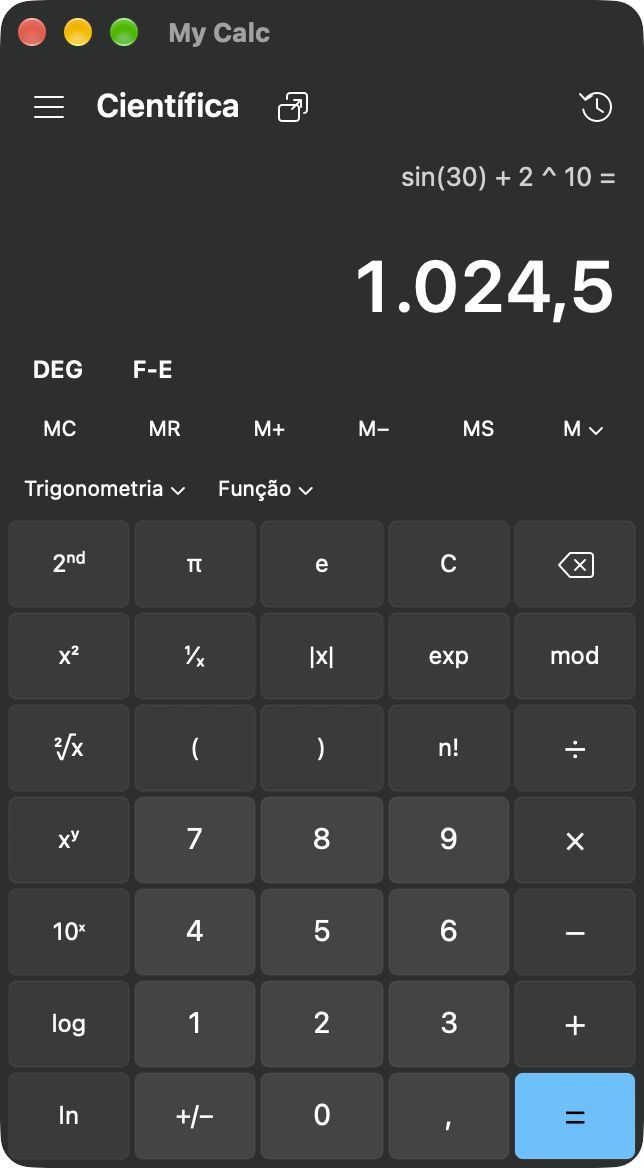 My Calc
Científica
sin(30) + 2 ^ 10 =
1.024,5
DEG F-E
MC MR M+ M− MS M
Trigonometria Função
2ⁿᵈ π e C
x² ¹⁄ₓ |x| exp mod
²√x ( ) n! ÷
xʸ 7 8 9 ×
10ˣ 4 5 6 −
log 1 2 3 +
ln +/− 0 , =